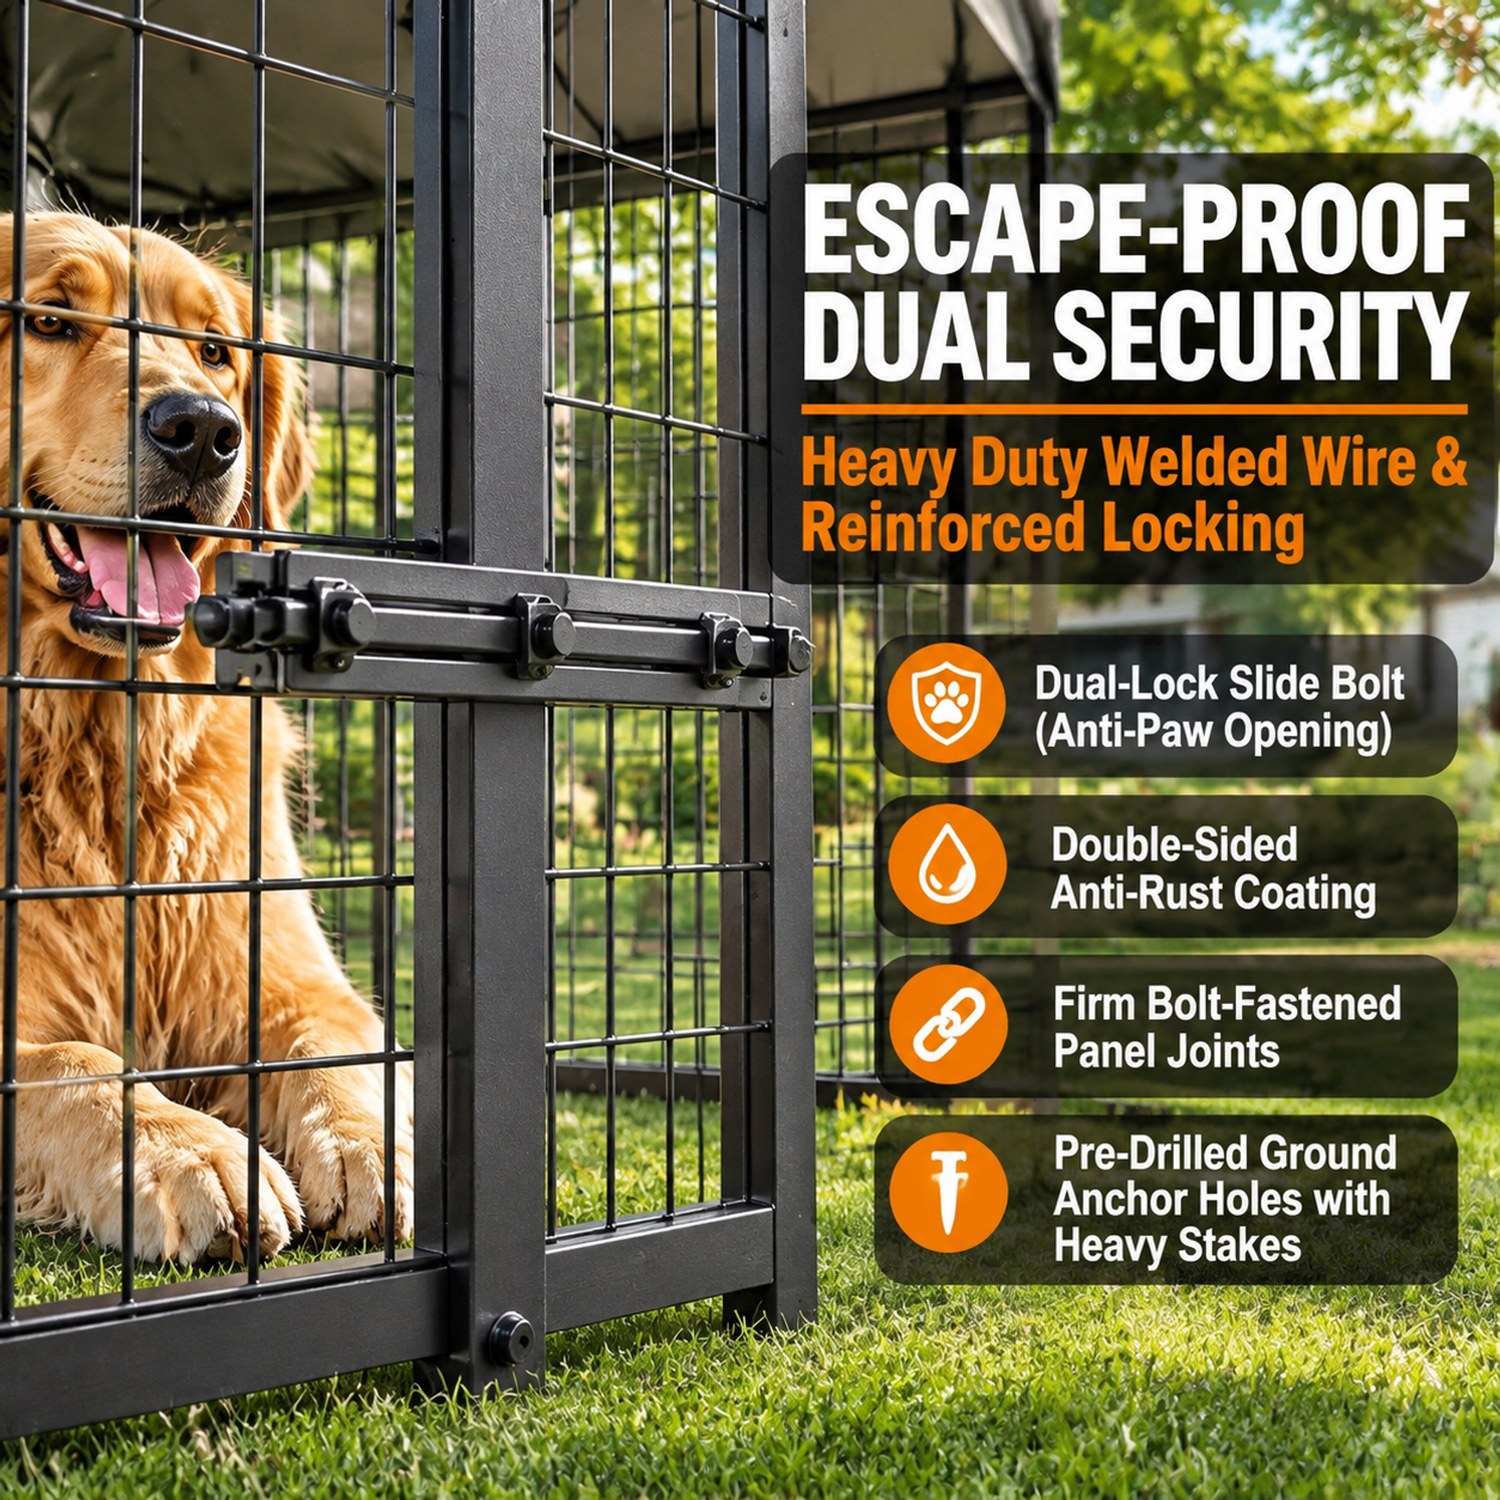 ESCAPE-PROOF
DUAL SECURITY
Heavy Duty Welded Wire &
Reinforced Locking
Dual-Lock Slide Bolt
(Anti-Paw Opening)
Double-Sided
Anti-Rust Coating
Firm Bolt-Fastened
Panel Joints
Pre-Drilled Ground
Anchor Holes with
Heavy Stakes